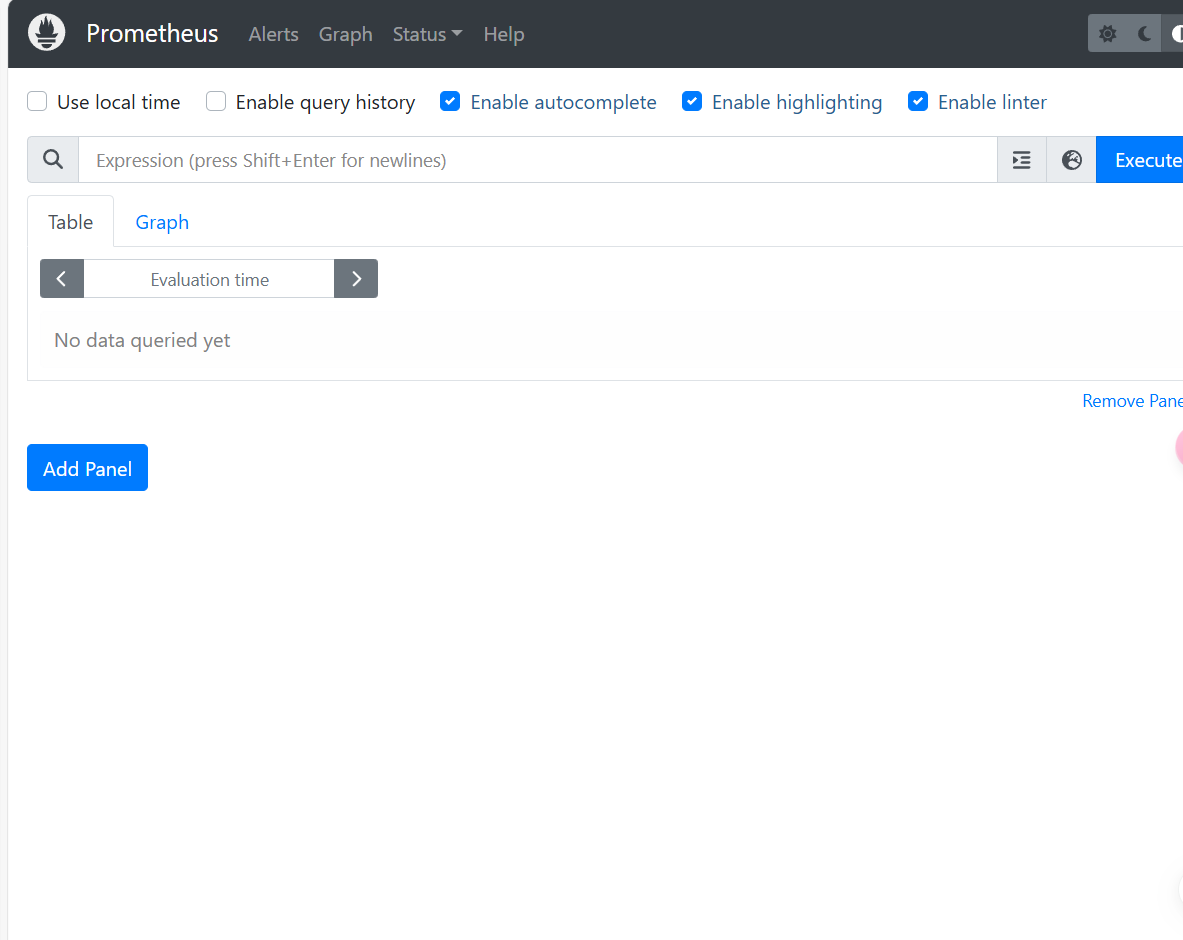 Prometheus Alerts Graph Status Help
Use local time Enable query history Enable autocomplete Enable highlighting Enable linter
Expression (press Shift+Enter for newlines) Execute
Table Graph
Evaluation time
No data queried yet
Remove Pane
Add Panel